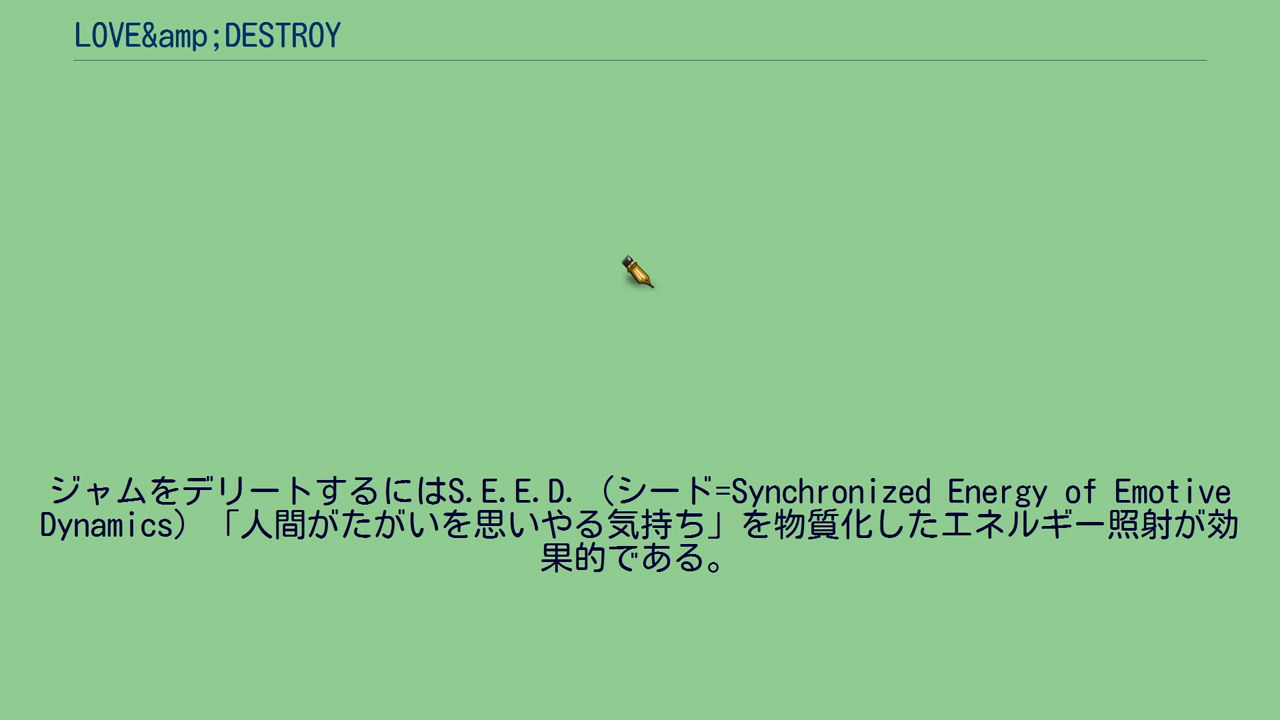 LOVE&amp;DESTROY
ジャムをデリートするにはS.E.E.D.（シード=Synchronized Energy of Emotive
Dynamics）「人間がたがいを思いやる気持ち」を物質化したエネルギー照射が効
果的である。